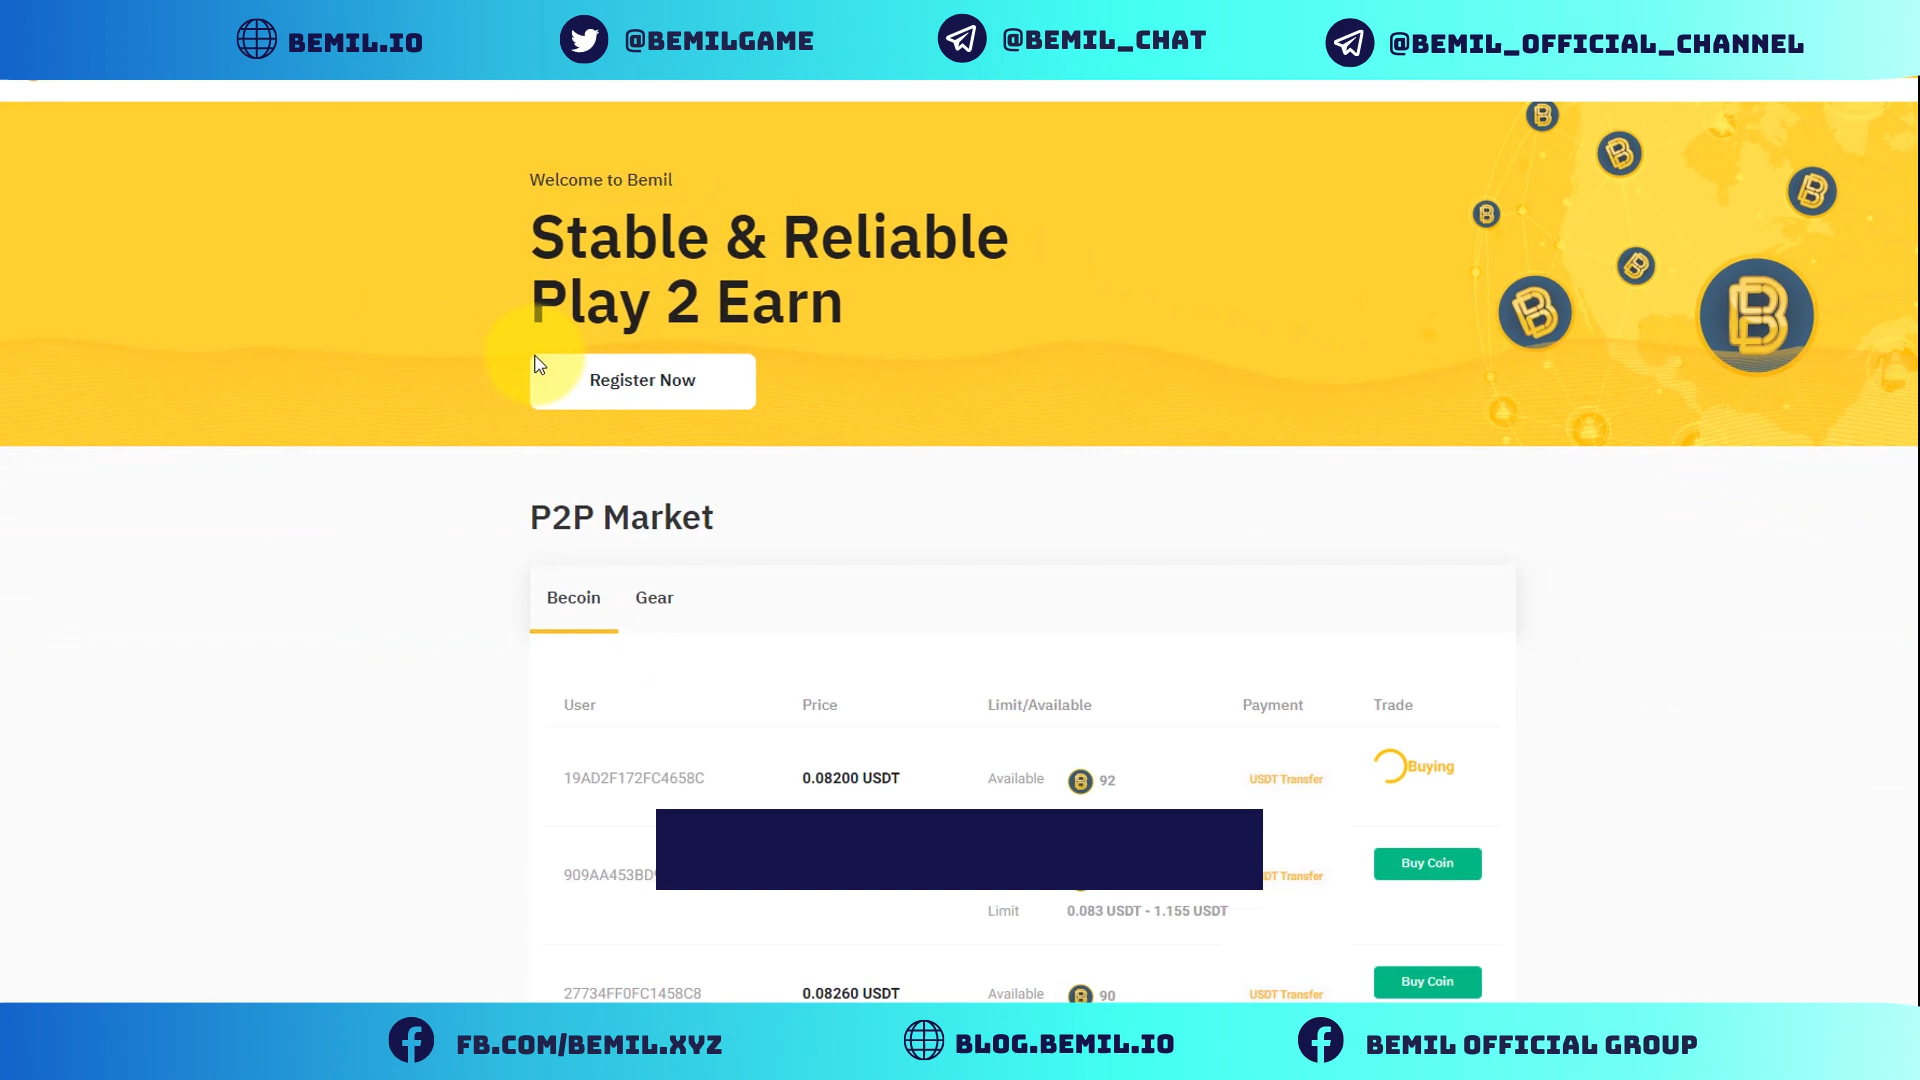 BEMIL.IO
@BEMILGAME
@BEMIL_CHAT
@BEMIL_OFFICIAL_CHANNEL
Welcome to Bemil
Stable & Reliable
Play 2 Earn
Register Now
P2P Market
Becoin Gear
User Price Limit/Available Payment Trade
19AD2F172FC4658C 0.08200 USDT Available 92 USDT Transfer Buying
909AA453BD Transfer Buy Coin
Limit 0.083 USDT - 1.155 USDT
27734FF0FC1458C8 0.08260 USDT Available 90 USDT Transfer Buy Coin
FB.COM/BEMIL.XYZ
BLOG.BEMIL.IO
BEMIL OFFICIAL GROUP